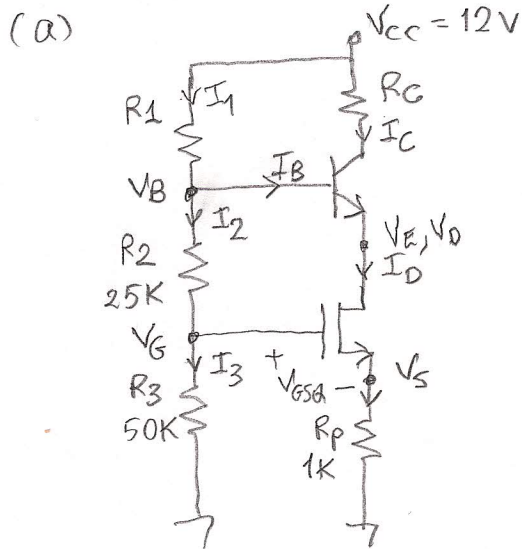 (a)
VCC = 12V
R1
I1
RC
IC
VB
IB
I2
R2
25K
VE, VD
ID
VG
I3
+
VGSQ -
VS
R3
50K
Rp
1K